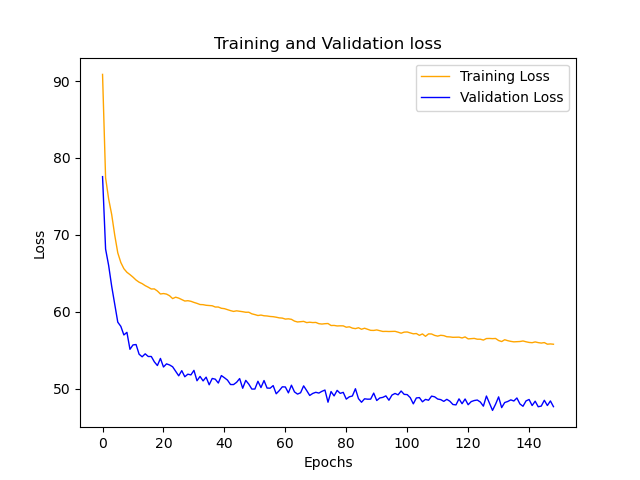 Training and Validation loss
Training Loss
Validation Loss
Loss
90
80
70
60
50
0 20 40 60 80 100 120 140
Epochs